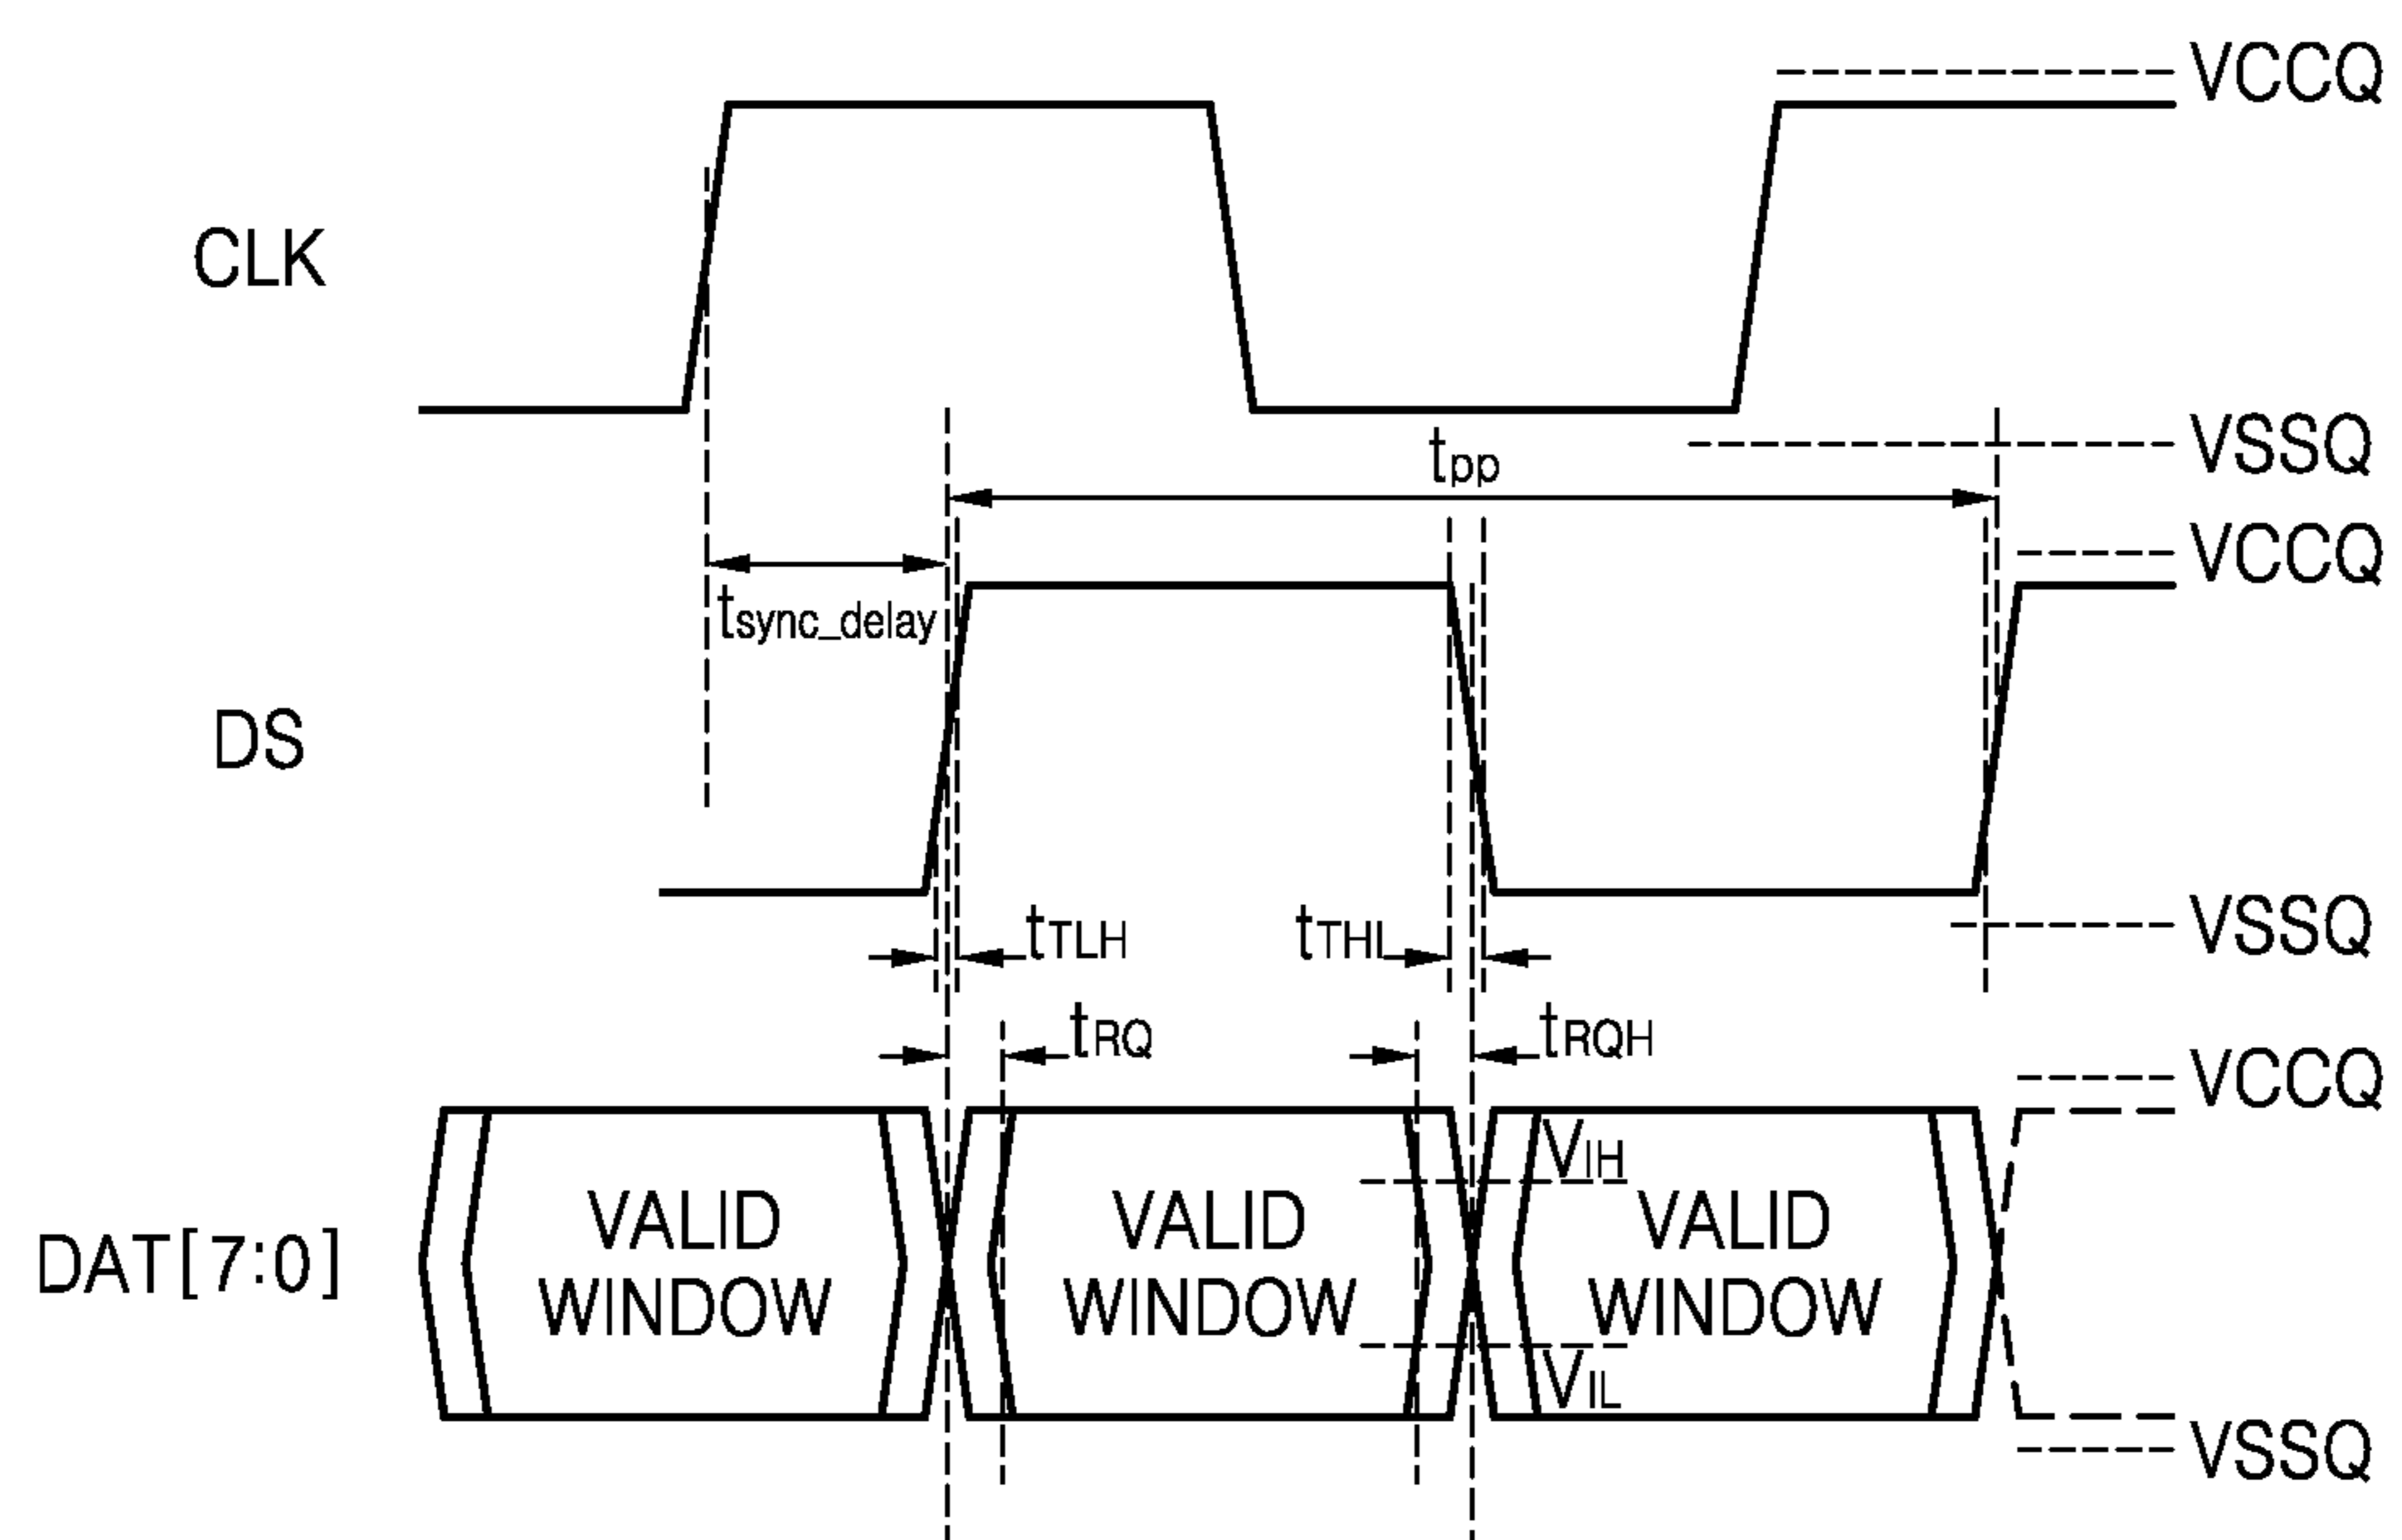 VCCQ
CLK
VSSQ
tpp
VCCQ
tsync_delay
DS
VSSQ
tTLH
tTHL
tRQ
tRQH
VCCQ
VIH
VALID
WINDOW
VALID
WINDOW
VALID
WINDOW
DAT[7:0]
VIL
VSSQ